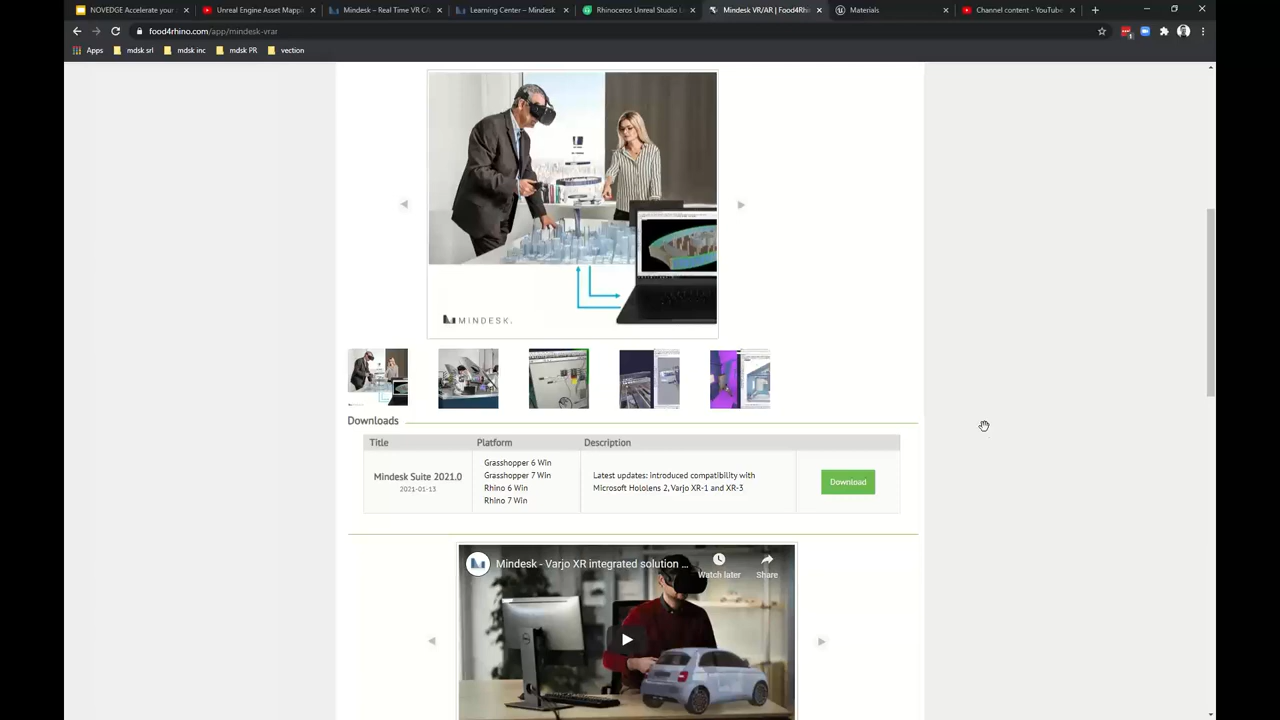 NOVEDGE Accelerate your
Unreal Engine Asset Mappi
Mindesk – Real Time VR CA
Learning Center – Mindesk
Rhinoceros Unreal Studio L
Mindesk VR/AR | Food4Rh
Materials
Channel content - YouTube
food4rhino.com/app/mindesk-vrar
Apps
mdsk srl
mdsk inc
mdsk PR
vection
MINDESK.
Downloads
Title Platform Description
Mindesk Suite 2021.0
2021-01-13
Grasshopper 6 Win
Grasshopper 7 Win
Rhino 6 Win
Rhino 7 Win
Latest updates: introduced compatibility with
Microsoft Hololens 2, Varjo XR-1 and XR-3
Download
Mindesk - Varjo XR integrated solution ...
Watch later
Share